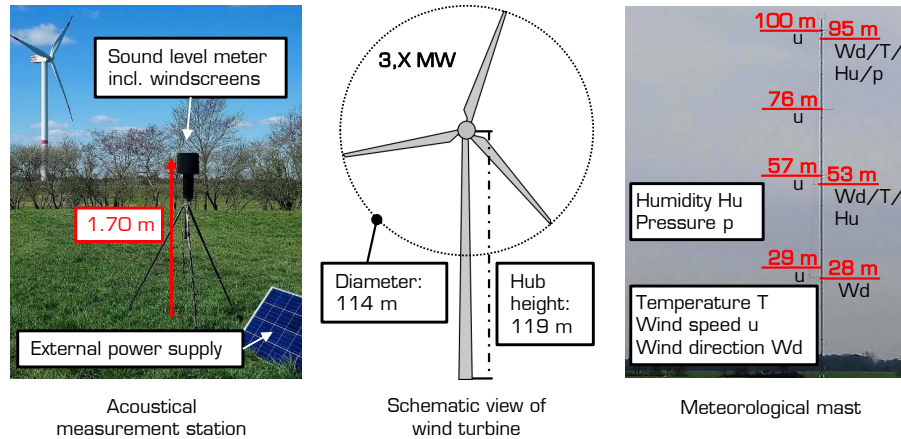 Sound level meter
incl. windscreens
1.70 m
External power supply
Acoustical
measurement station
3,X MW
Diameter:
114 m
Hub
height:
119 m
Schematic view of
wind turbine
100 m
u
95 m
Wd/T/
Hu/p
76 m
u
57 m
u
53 m
Wd/T/
Hu
Humidity Hu
Pressure p
29 m
u
28 m
Wd
Temperature T
Wind speed u
Wind direction Wd
Meteorological mast